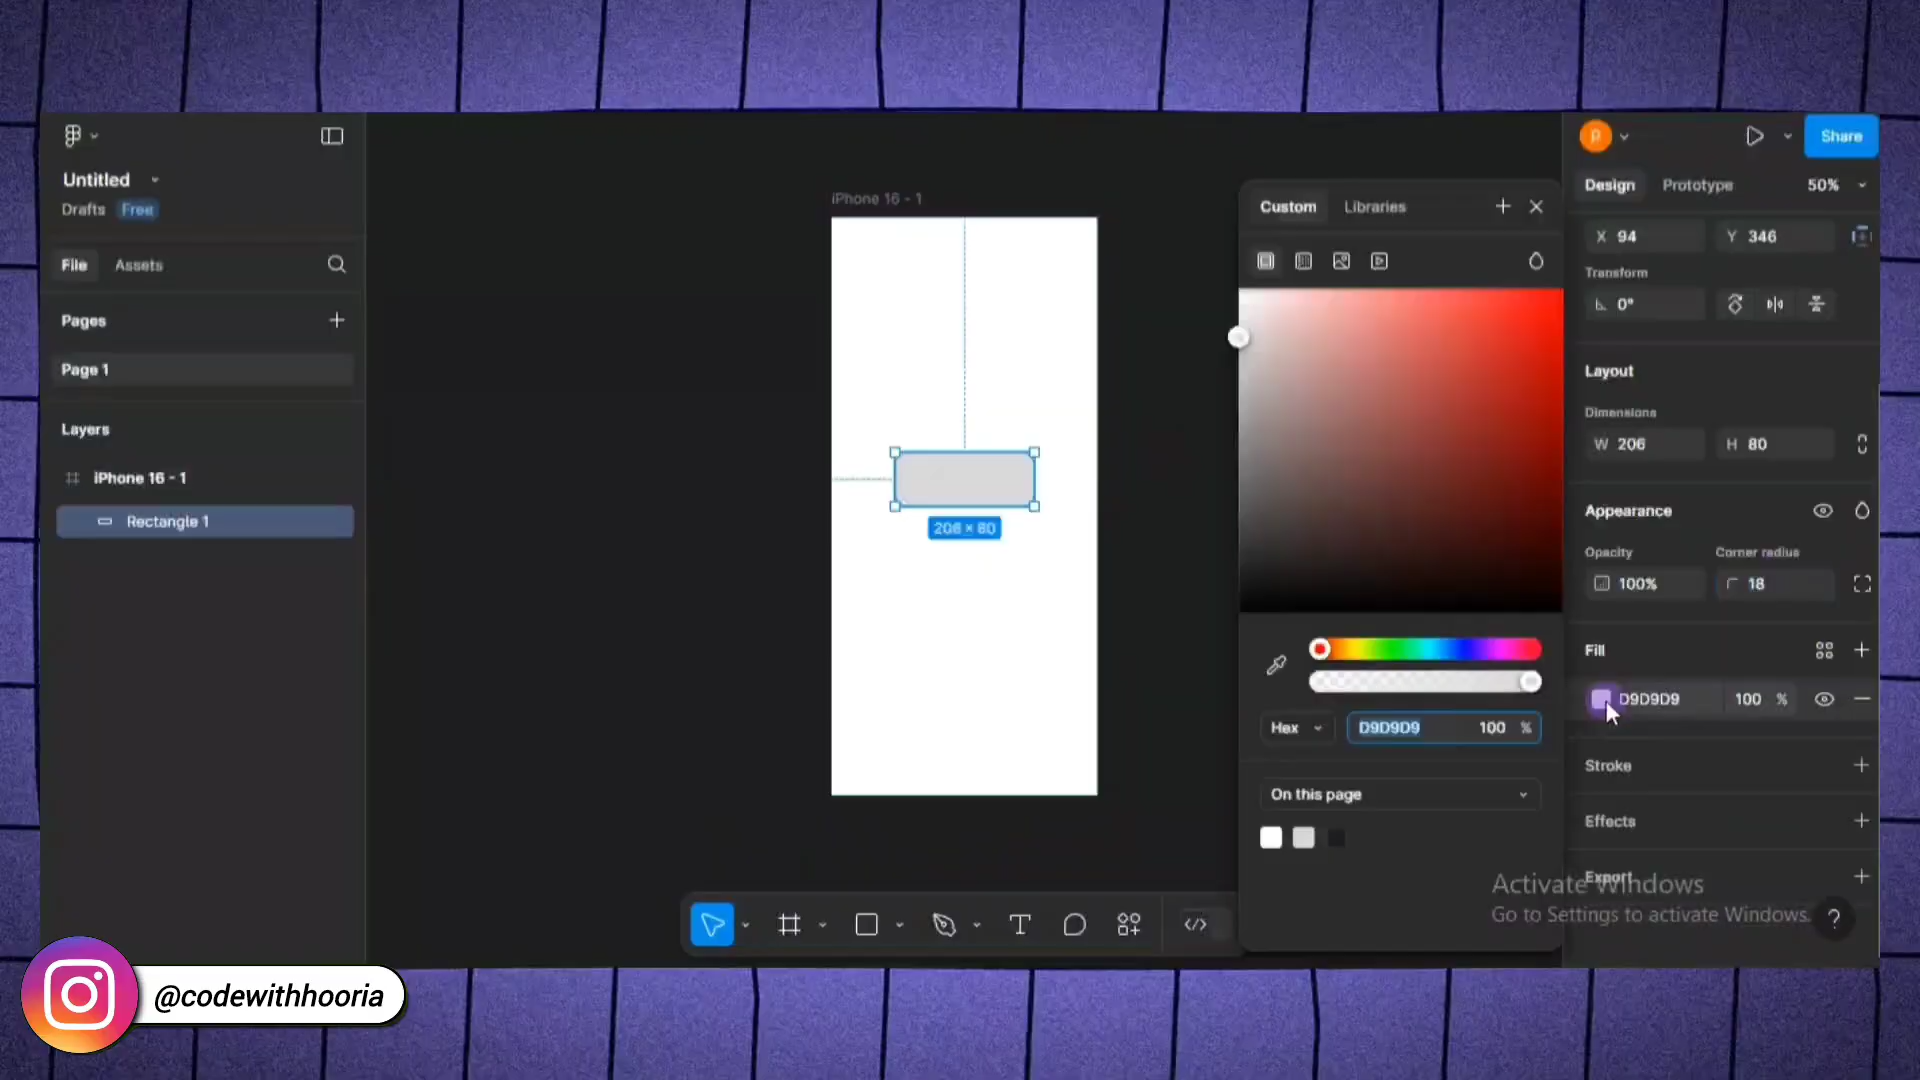 Untitled
Drafts Free
File Assets
Pages
Page 1
Layers
iPhone 16 - 1
Rectangle 1
iPhone 16 - 1
206 × 80
Custom Libraries
Hex D9D9D9 100 %
On this page
Share
Design Prototype 50%
X 94 Y 346
Transform
0°
Layout
Dimensions
W 206 H 80
Appearance
Opacity Corner radius
100% 18
Fill
D9D9D9 100 %
Stroke
Effects
Export
Activate Windows
Go to Settings to activate Windows.
?
@codewithhooria